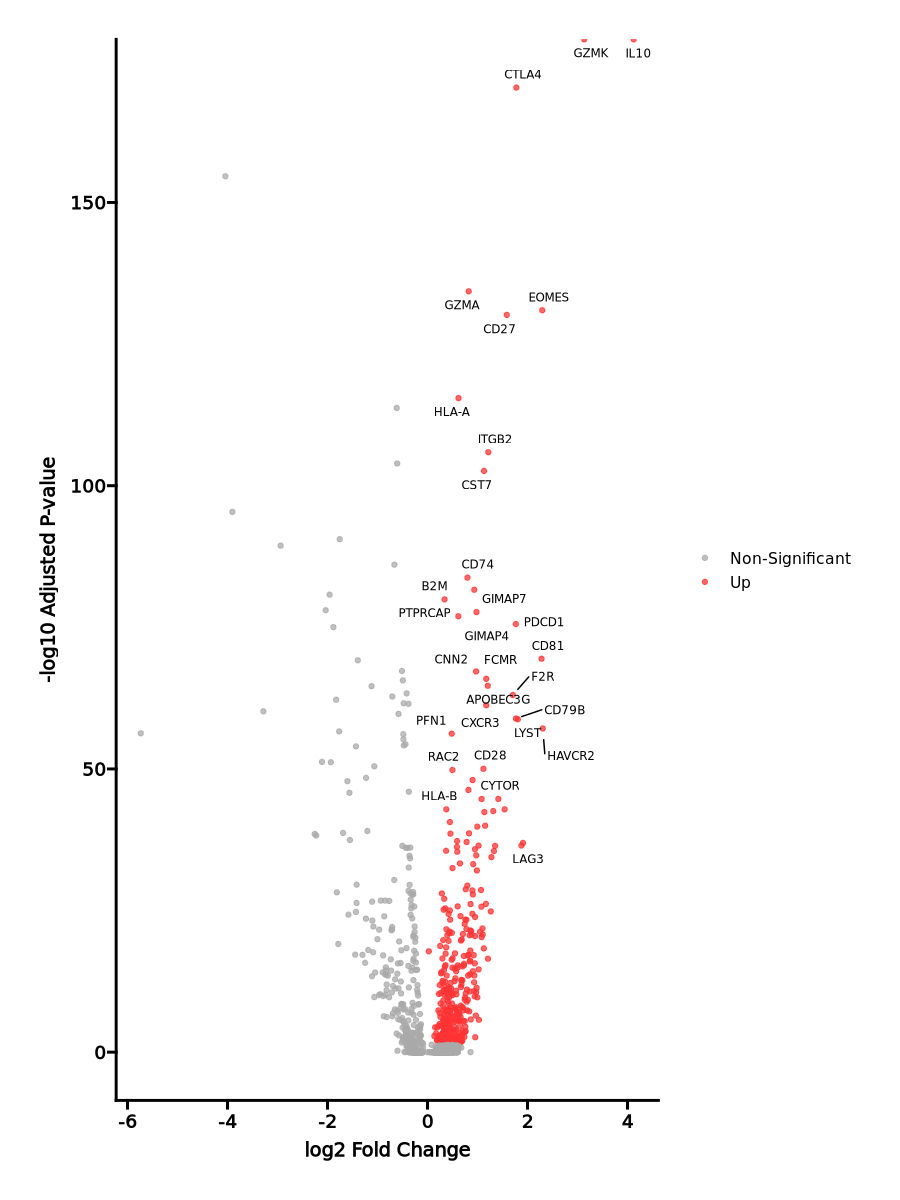 GZMK IL10
CTLA4
150
EOMES
GZMA
CD27
HLA-A
ITGB2
100
CST7
CD74
B2M
GIMAP7
PTPRCAP
PDCD1
GIMAP4
CD81
CNN2 FCMR
F2R
APOBEC3G
CD79B
PFN1 CXCR3
LYST
RAC2 CD28 HAVCR2
50
CYTOR
HLA-B
LAG3
0
-6 -4 -2 0 2 4
log2 Fold Change
-log10 Adjusted P-value
Non-Significant
Up